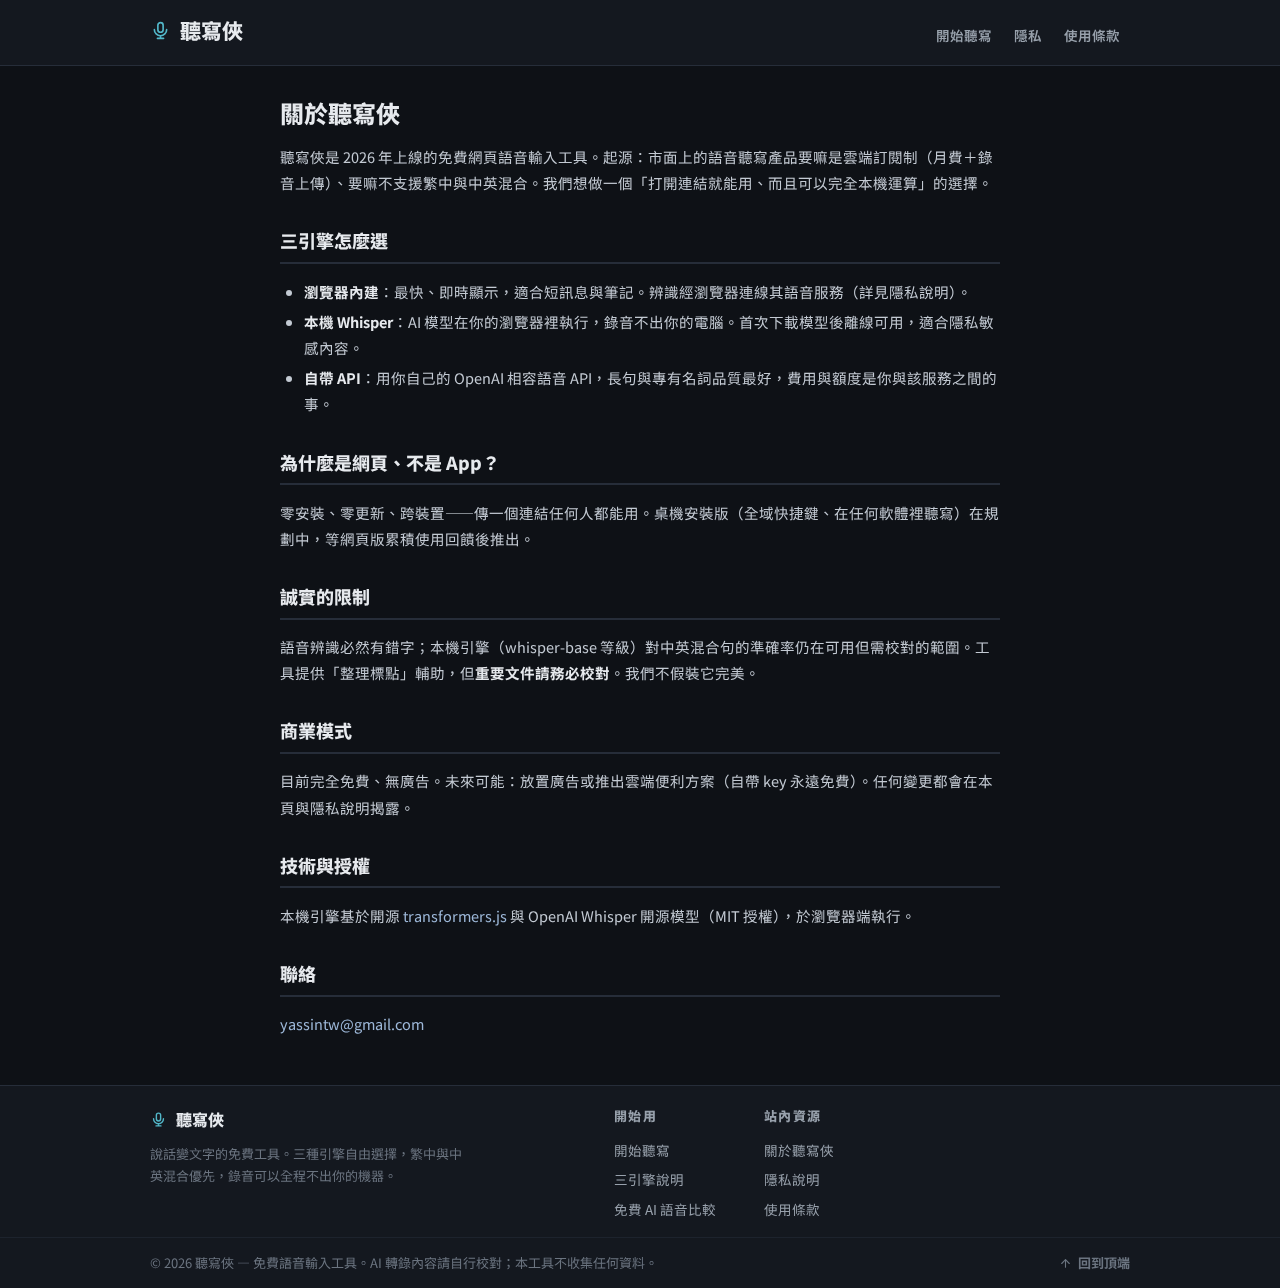 聽寫俠
開始聽寫 隱私 使用條款
關於聽寫俠
聽寫俠是 2026 年上線的免費網頁語音輸入工具。起源：市面上的語音聽寫產品要嘛是雲端訂閱制（月費＋錄
音上傳）、要嘛不支援繁中與中英混合。我們想做一個「打開連結就能用、而且可以完全本機運算」的選擇。
三引擎怎麼選
瀏覽器內建：最快、即時顯示，適合短訊息與筆記。辨識經瀏覽器連線其語音服務（詳見隱私說明）。
本機 Whisper：AI 模型在你的瀏覽器裡執行，錄音不出你的電腦。首次下載模型後離線可用，適合隱私敏
感內容。
自帶 API：用你自己的 OpenAI 相容語音 API，長句與專有名詞品質最好，費用與額度是你與該服務之間的
事。
為什麼是網頁、不是 App？
零安裝、零更新、跨裝置——傳一個連結任何人都能用。桌機安裝版（全域快捷鍵、在任何軟體裡聽寫）在規
劃中，等網頁版累積使用回饋後推出。
誠實的限制
語音辨識必然有錯字；本機引擎（whisper-base 等級）對中英混合句的準確率仍在可用但需校對的範圍。工
具提供「整理標點」輔助，但重要文件請務必校對。我們不假裝它完美。
商業模式
目前完全免費、無廣告。未來可能：放置廣告或推出雲端便利方案（自帶 key 永遠免費）。任何變更都會在本
頁與隱私說明揭露。
技術與授權
本機引擎基於開源 transformers.js 與 OpenAI Whisper 開源模型（MIT 授權），於瀏覽器端執行。
聯絡
yassintw@gmail.com
聽寫俠
說話變文字的免費工具。三種引擎自由選擇，繁中與中
英混合優先，錄音可以全程不出你的機器。
開始用
開始聽寫
三引擎說明
免費 AI 語音比較
站內資源
關於聽寫俠
隱私說明
使用條款
© 2026 聽寫俠 — 免費語音輸入工具。AI 轉錄內容請自行校對；本工具不收集任何資料。
↑ 回到頂端